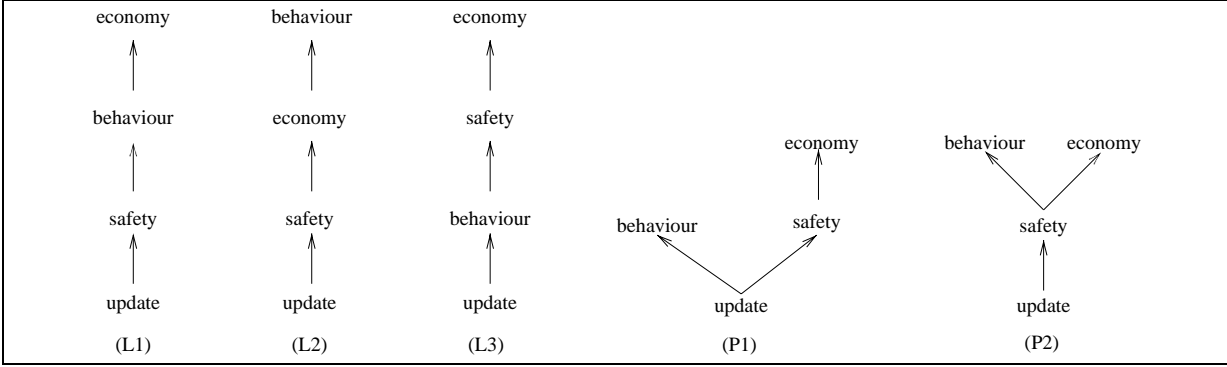 economy behaviour economy
behaviour economy safety
economy behaviour economy
safety safety behaviour behaviour safety safety
update update update update update
(L1) (L2) (L3) (P1) (P2)